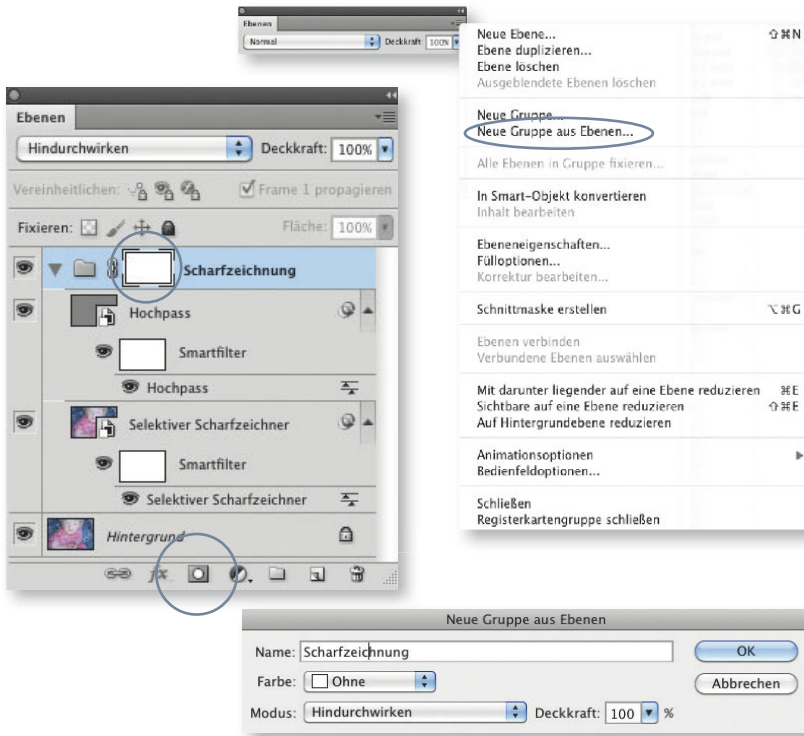 Ebenen
Normal Deckkraft: 100%
Neue Ebene... ⇧⌘N
Ebene duplizieren...
Ebene löschen
Ausgeblendete Ebenen löschen
Neue Gruppe...
Neue Gruppe aus Ebenen...
Alle Ebenen in Gruppe fixieren...
In Smart-Objekt konvertieren
Inhalt bearbeiten
Ebeneneigenschaften...
Fülloptionen...
Korrektur bearbeiten...
Schnittmaske erstellen ⌥⌘G
Ebenen verbinden
Verbundene Ebenen auswählen
Mit darunter liegender auf eine Ebene reduzieren ⌘E
Sichtbare auf eine Ebene reduzieren ⇧⌘E
Auf Hintergrundebene reduzieren
Animationsoptionen
Bedienfeldoptionen...
Schließen
Registerkartengruppe schließen
Ebenen
Hindurchwirken Deckkraft: 100%
Vereinheitlichen: Frame 1 propagieren
Fixieren: Fläche: 100%
Scharfzeichnung
Hochpass
Smartfilter
Hochpass
Selektiver Scharfzeichner
Smartfilter
Selektiver Scharfzeichner
Hintergrund
fx
Neue Gruppe aus Ebenen
Name: Scharfzeichnung OK
Farbe: Ohne Abbrechen
Modus: Hindurchwirken Deckkraft: 100 %